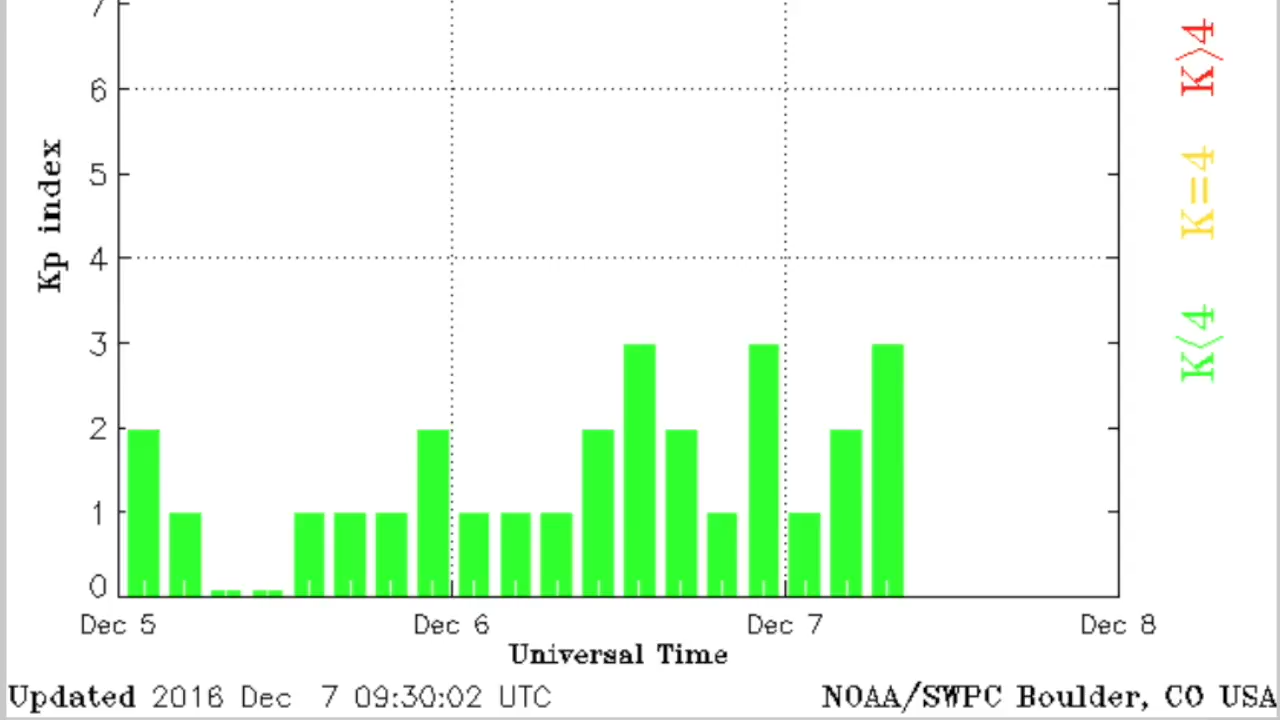 7
6
5
4
3
2
1
0
Kp index
K>4
K=4
K<4
Dec 5 Dec 6 Dec 7 Dec 8
Universal Time
Updated 2016 Dec 7 09:30:02 UTC NOAA/SWPC Boulder, CO USA